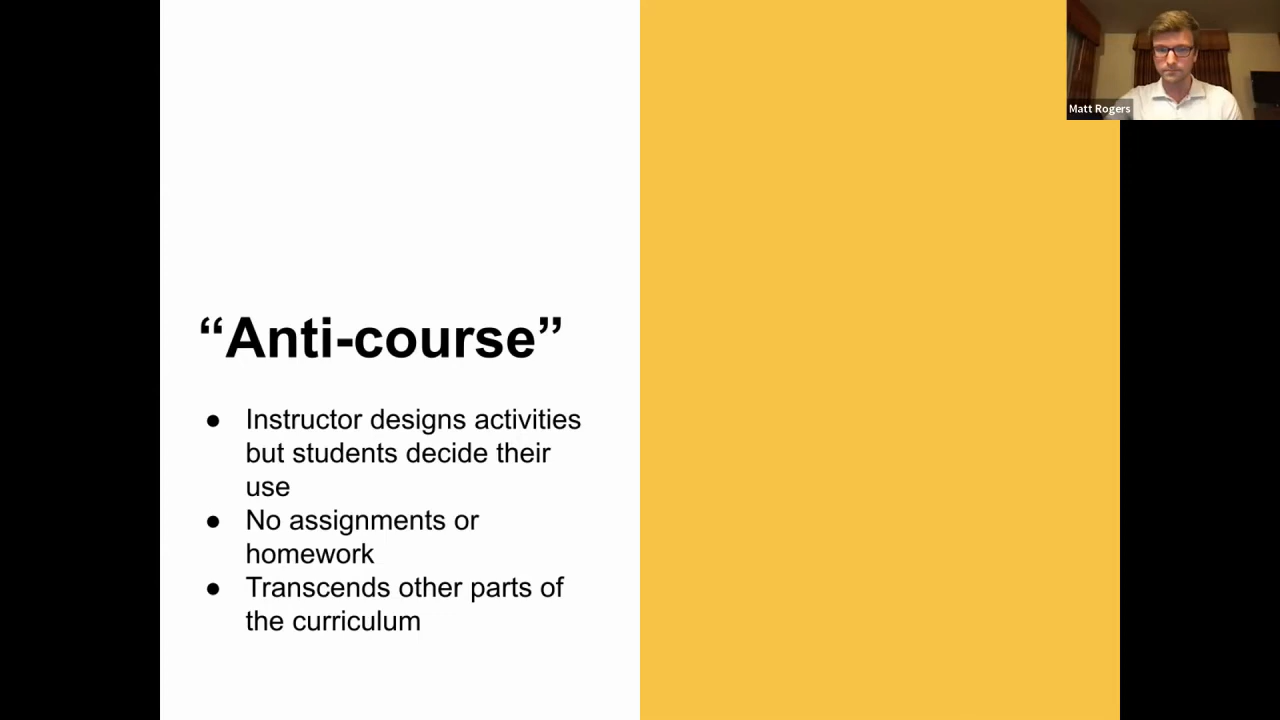 Matt Rogers
“Anti-course”
● Instructor designs activities
but students decide their
use
● No assignments or
homework
● Transcends other parts of
the curriculum